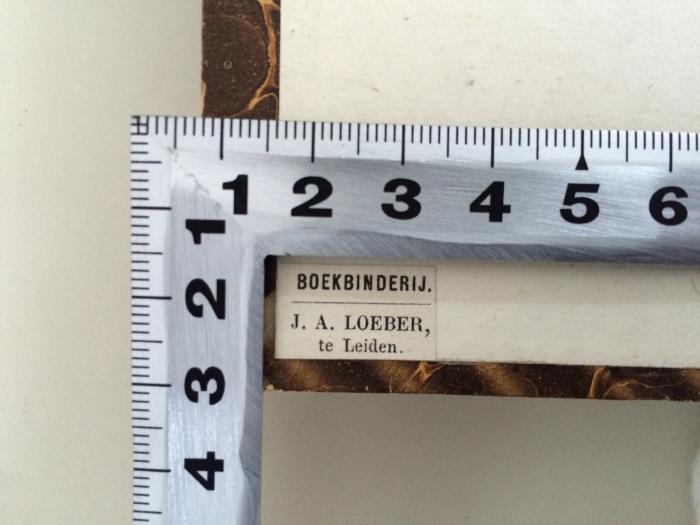 1 2 3 4 5 6
1
2
3
4
BOEKBINDERIJ.
J. A. LOEBER,
te Leiden.